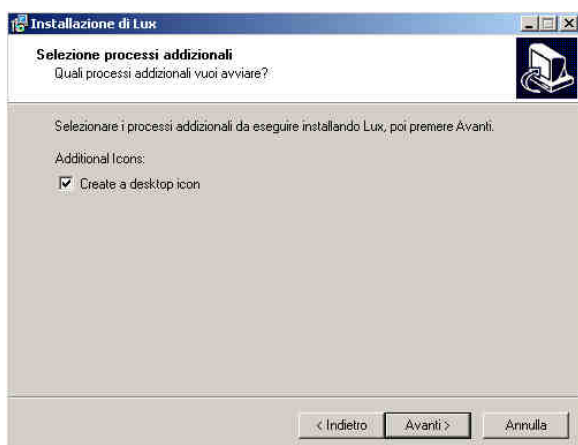 Installazione di Lux
Selezione processi addizionali
Quali processi addizionali vuoi avviare?
Selezionare i processi addizionali da eseguire installando Lux, poi premere Avanti.
Additional Icons:
Create a desktop icon
< Indietro Avanti > Annulla